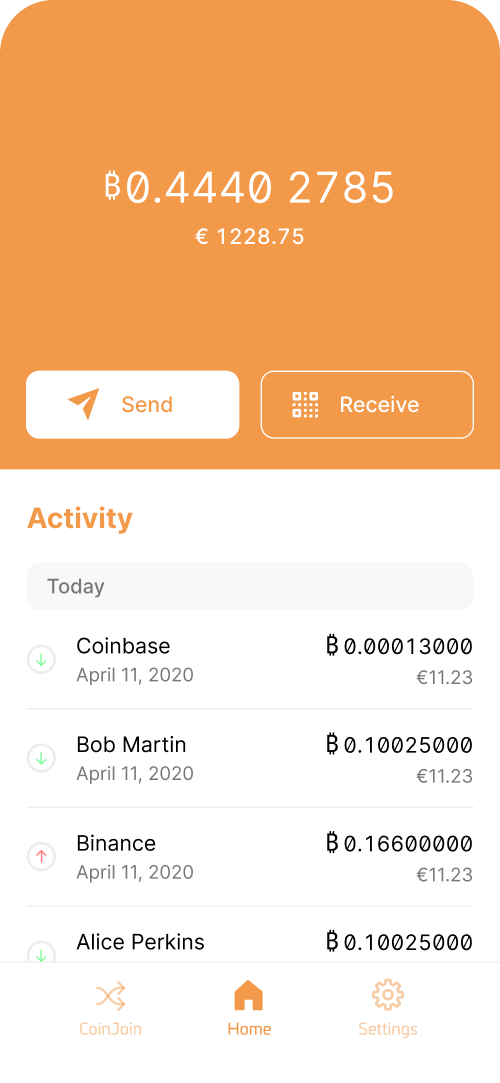 ₿0.4440 2785
€ 1228.75
Send
Receive
Activity
Today
Coinbase ₿ 0.00013000
April 11, 2020 €11.23
Bob Martin ₿ 0.10025000
April 11, 2020 €11.23
Binance ₿ 0.16600000
April 11, 2020 €11.23
Alice Perkins ₿ 0.10025000
CoinJoin
Home
Settings